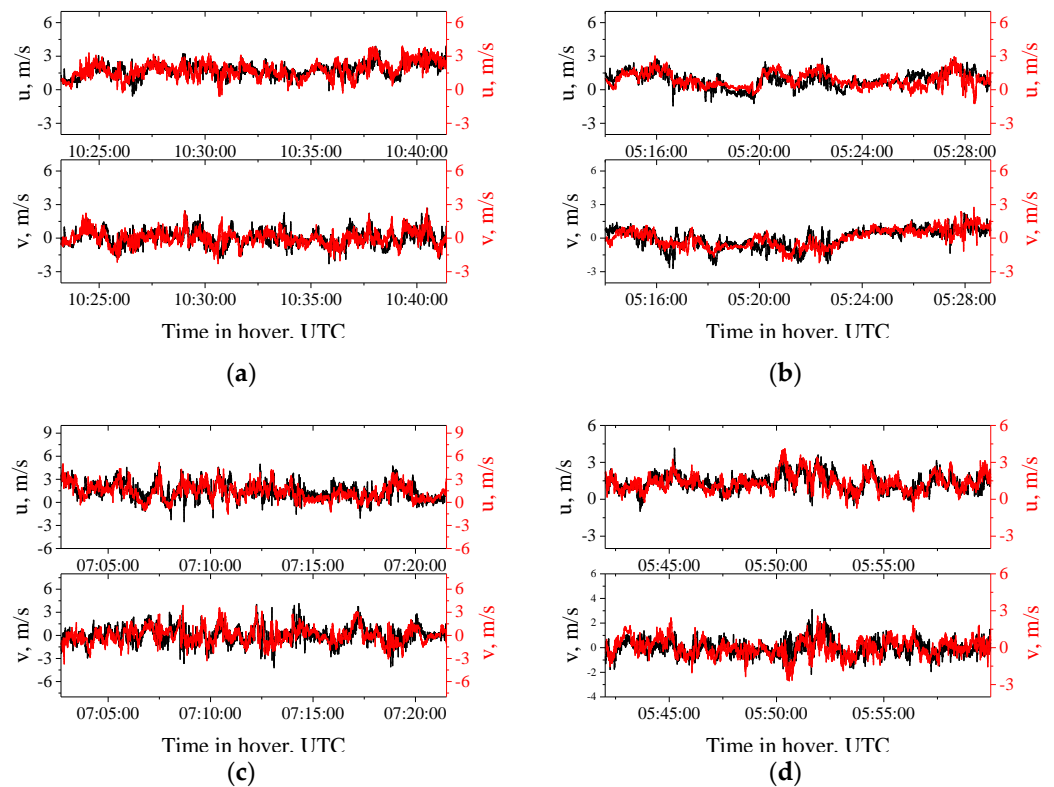 6 3 0 -3 u, m/s 6 3 0 -3 u, m/s
10:25:00 10:30:00 10:35:00 10:40:00
6 3 0 -3 v, m/s 6 3 0 -3 v, m/s
10:25:00 10:30:00 10:35:00 10:40:00
Time in hover, UTC
(a)
6 3 0 -3 u, m/s 6 3 0 -3 u, m/s
05:16:00 05:20:00 05:24:00 05:28:00
6 3 0 -3 v, m/s 6 3 0 -3 v, m/s
05:16:00 05:20:00 05:24:00 05:28:00
Time in hover, UTC
(b)
9 6 3 0 -3 -6 u, m/s 9 6 3 0 -3 -6 u, m/s
07:05:00 07:10:00 07:15:00 07:20:00
6 3 0 -3 -6 v, m/s 6 3 0 -3 -6 v, m/s
07:05:00 07:10:00 07:15:00 07:20:00
Time in hover, UTC
(c)
6 3 0 -3 u, m/s 6 3 0 -3 u, m/s
05:45:00 05:50:00 05:55:00
6 4 2 0 -2 -4 v, m/s 6 3 0 -3 v, m/s
05:45:00 05:50:00 05:55:00
Time in hover, UTC
(d)